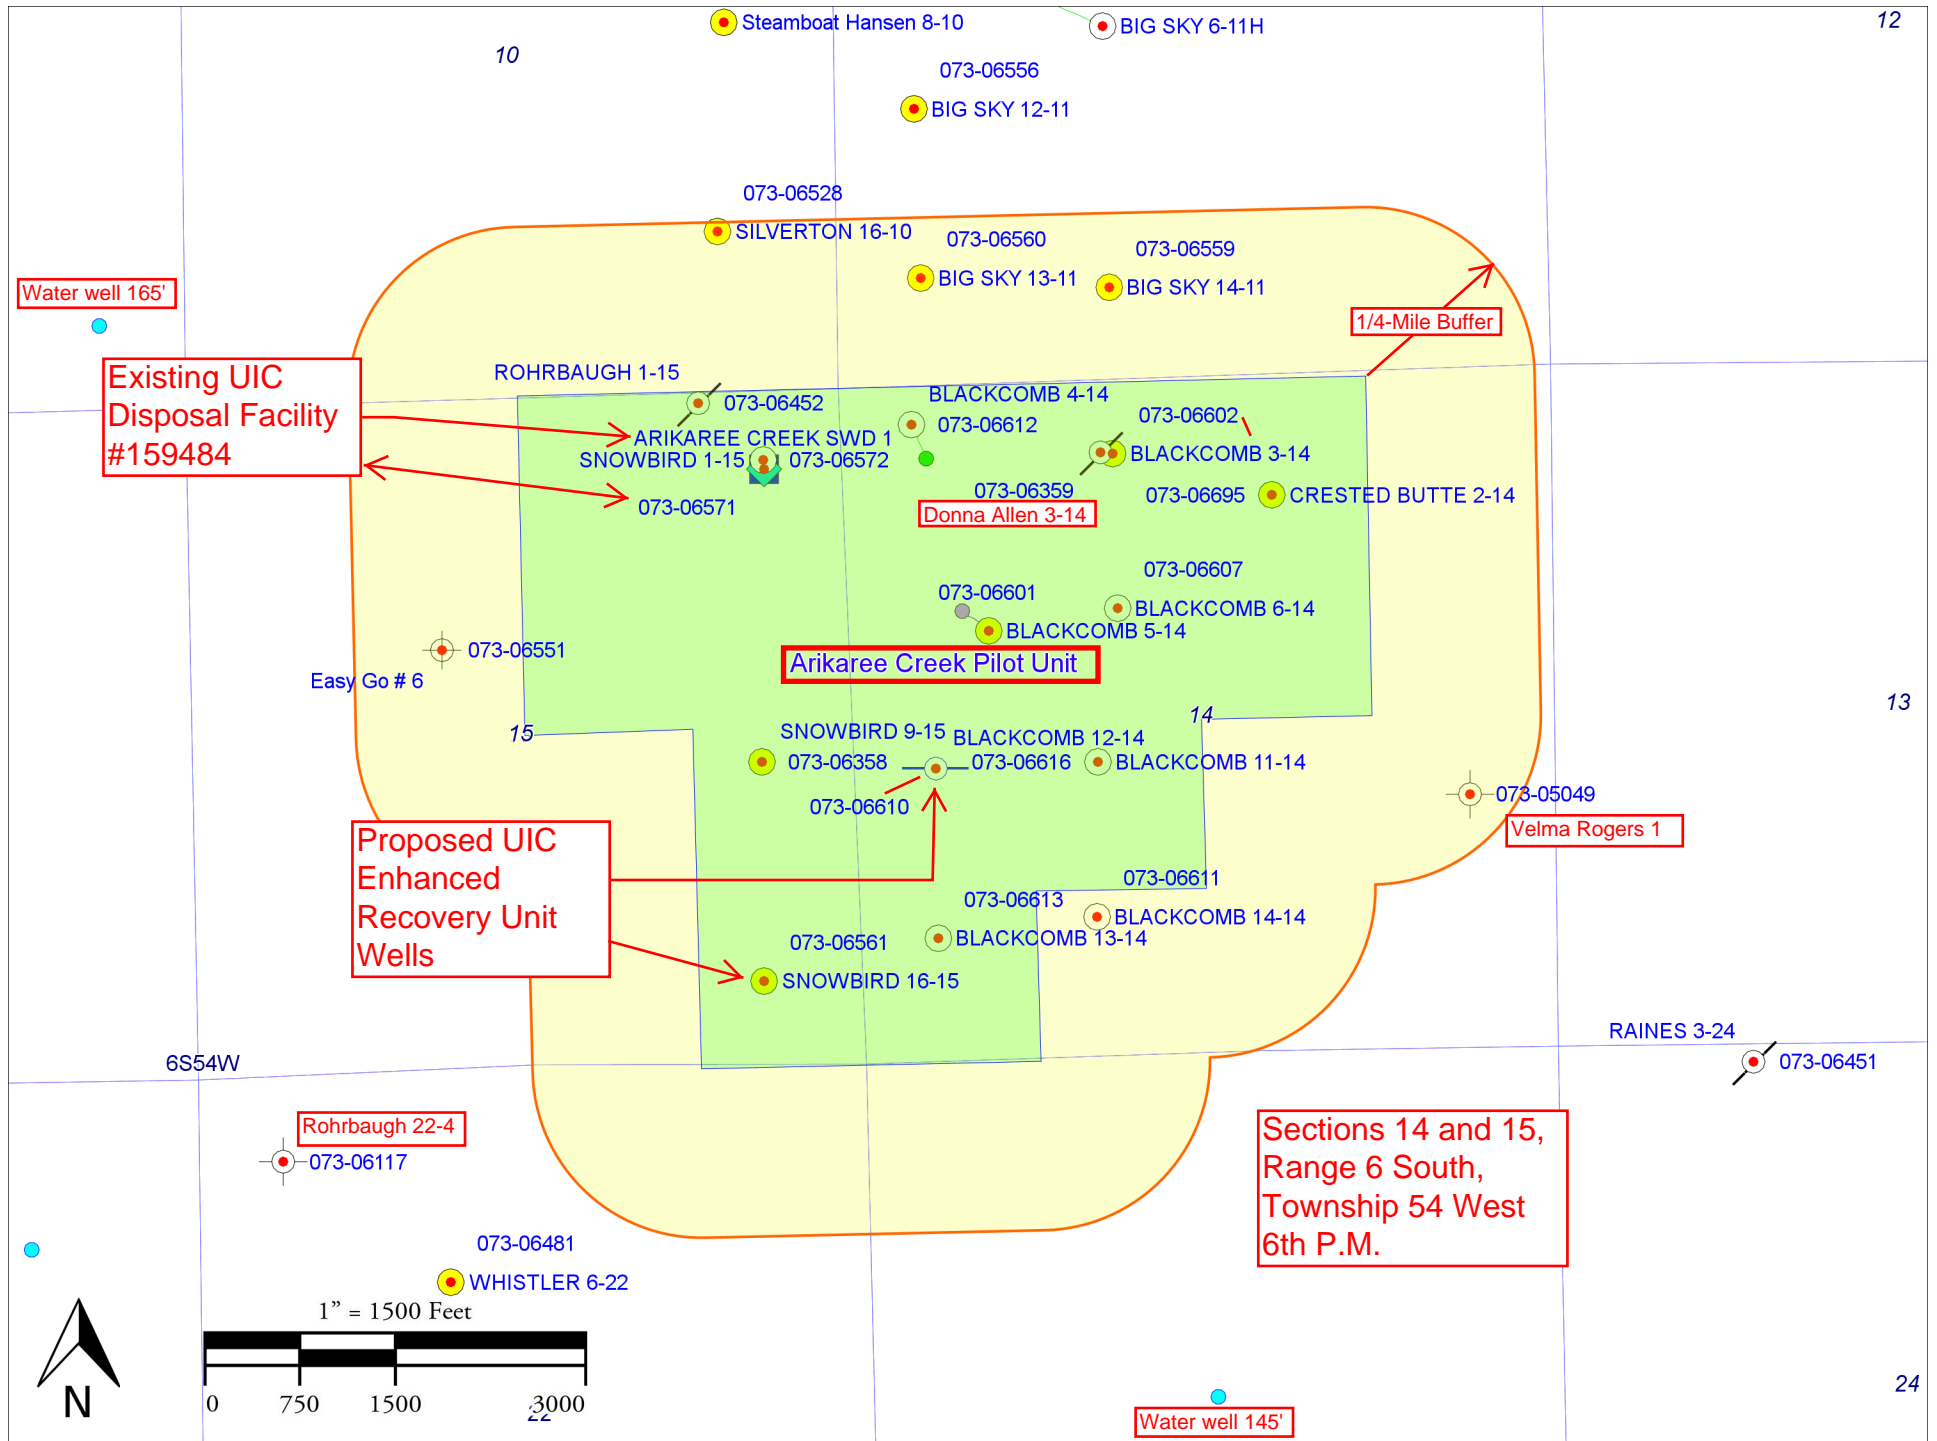 Steamboat Hansen 8-10
BIG SKY 6-11H
12
10
073-06556
BIG SKY 12-11
073-06528
SILVERTON 16-10
073-06560
073-06559
BIG SKY 13-11
BIG SKY 14-11
Water well 165'
1/4-Mile Buffer
Existing UIC
Disposal Facility
#159484
ROHRBAUGH 1-15
073-06452
BLACKCOMB 4-14
073-06612
073-06602
ARIKAREE CREEK SWD 1
SNOWBIRD 1-15
073-06572
BLACKCOMB 3-14
073-06571
073-06359
Donna Allen 3-14
073-06695
CRESTED BUTTE 2-14
073-06607
073-06601
BLACKCOMB 6-14
BLACKCOMB 5-14
Arikaree Creek Pilot Unit
073-06551
Easy Go # 6
15
14
13
SNOWBIRD 9-15
BLACKCOMB 12-14
073-06358
073-06616
BLACKCOMB 11-14
073-06610
073-05049
Velma Rogers 1
Proposed UIC
Enhanced
Recovery Unit
Wells
073-06611
073-06613
BLACKCOMB 14-14
073-06561
BLACKCOMB 13-14
SNOWBIRD 16-15
RAINES 3-24
073-06451
6S54W
Rohrbaugh 22-4
073-06117
Sections 14 and 15,
Range 6 South,
Township 54 West
6th P.M.
073-06481
WHISTLER 6-22
1” = 1500 Feet
0 750 1500 3000
22
N
24
Water well 145'